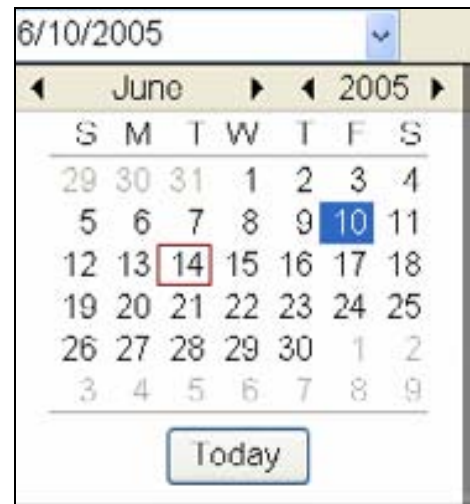 6/10/2005
June 2005
S M T W T F S
29 30 31 1 2 3 4
5 6 7 8 9 10 11
12 13 14 15 16 17 18
19 20 21 22 23 24 25
26 27 28 29 30 1 2
3 4 5 6 7 8 9
Today